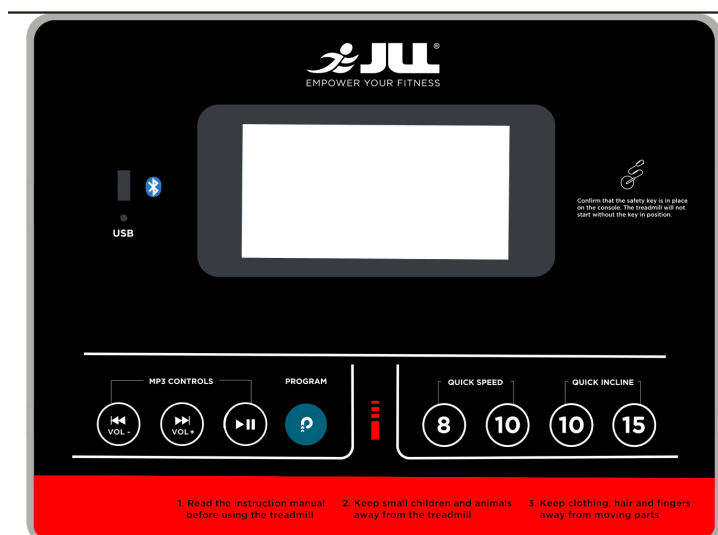 JLL®
EMPOWER YOUR FITNESS
Confirm that the safety key is in place
on the console. The treadmill will not
start without the key in position.
USB
MP3 CONTROLS
PROGRAM
QUICK SPEED
QUICK INCLINE
VOL -
VOL +
8
10
10
15
1. Read the instruction manual
before using the treadmill
2. Keep small children and animals
away from the treadmill
3. Keep clothing, hair and fingers
away from moving parts